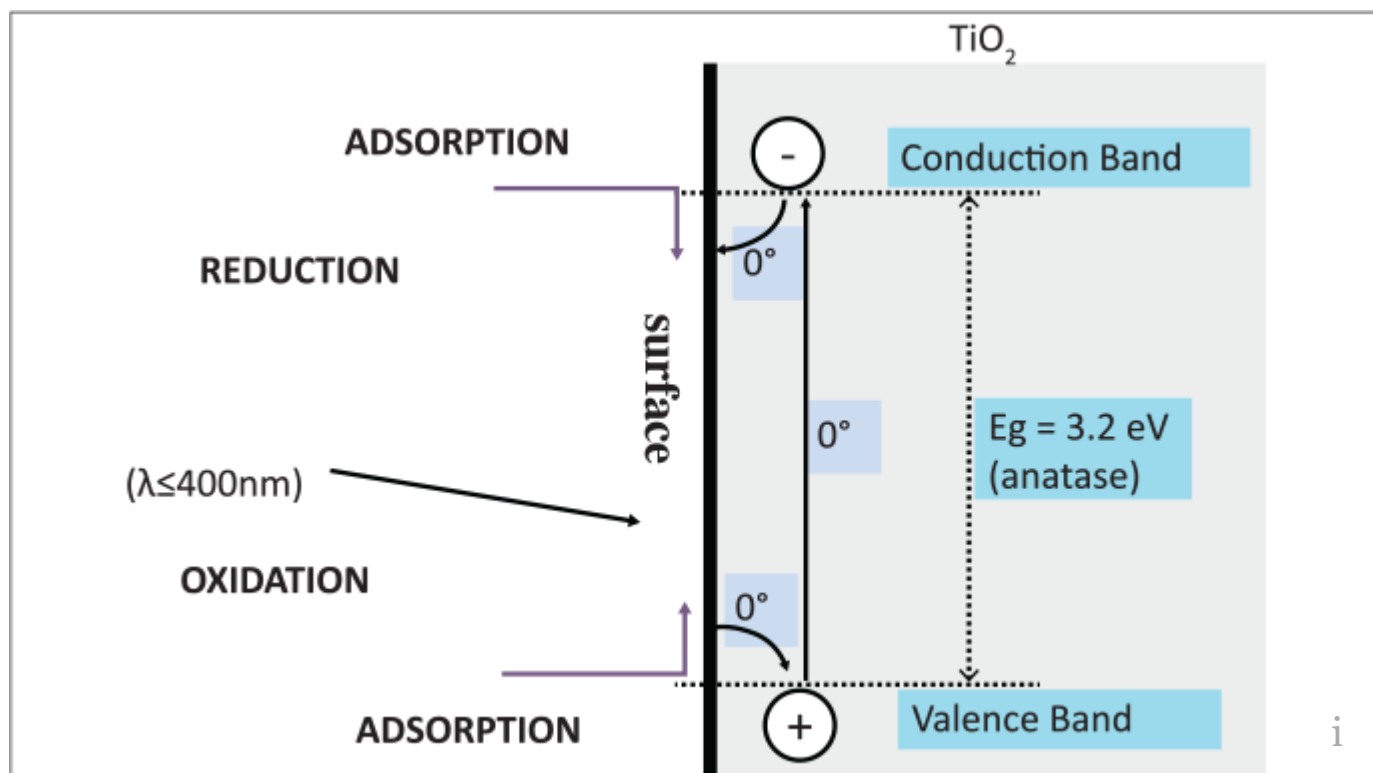 TiO₂
ADSORPTION
-
Conduction Band
REDUCTION
0°
surface
0°
Eg = 3.2 eV
(anatase)
(λ≤400nm)
OXIDATION
0°
ADSORPTION
+
Valence Band
i